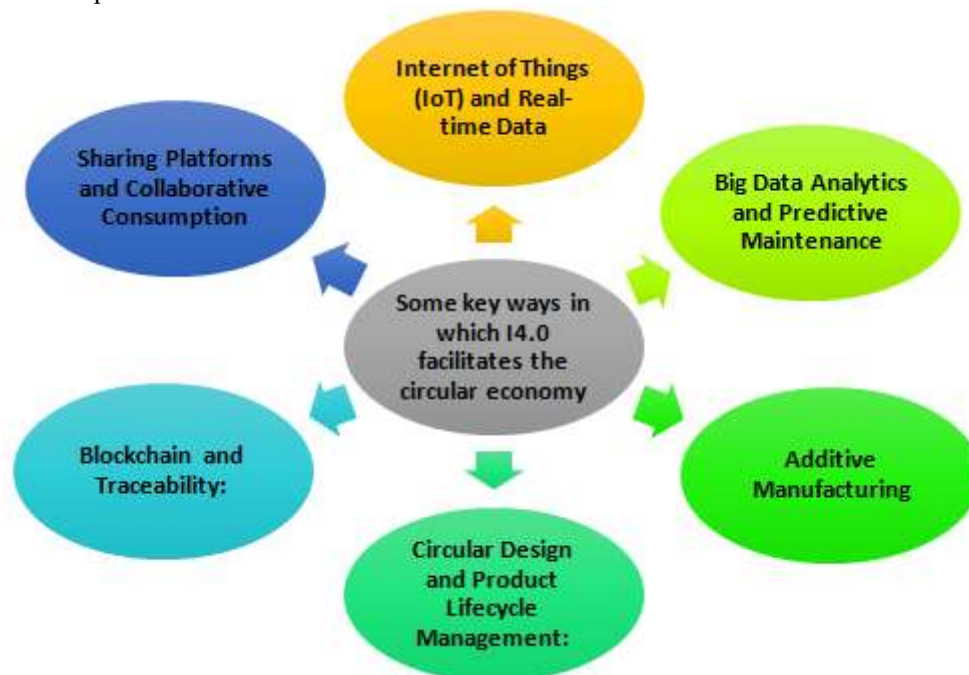 Internet of Things
(IoT) and Real-
time Data
Sharing Platforms
and Collaborative
Consumption
Big Data Analytics
and Predictive
Maintenance
Some key ways in
which I4.0
facilitates the
circular economy
Blockchain and
Traceability:
Additive
Manufacturing
Circular Design
and Product
Lifecycle
Management: